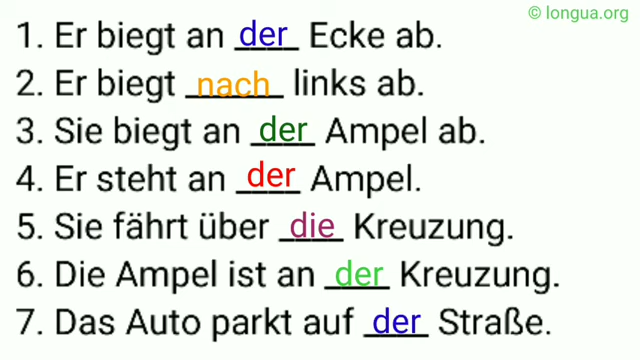 © longua.org
1. Er biegt an der Ecke ab.
2. Er biegt nach links ab.
3. Sie biegt an der Ampel ab.
4. Er steht an der Ampel.
5. Sie fährt über die Kreuzung.
6. Die Ampel ist an der Kreuzung.
7. Das Auto parkt auf der Straße.